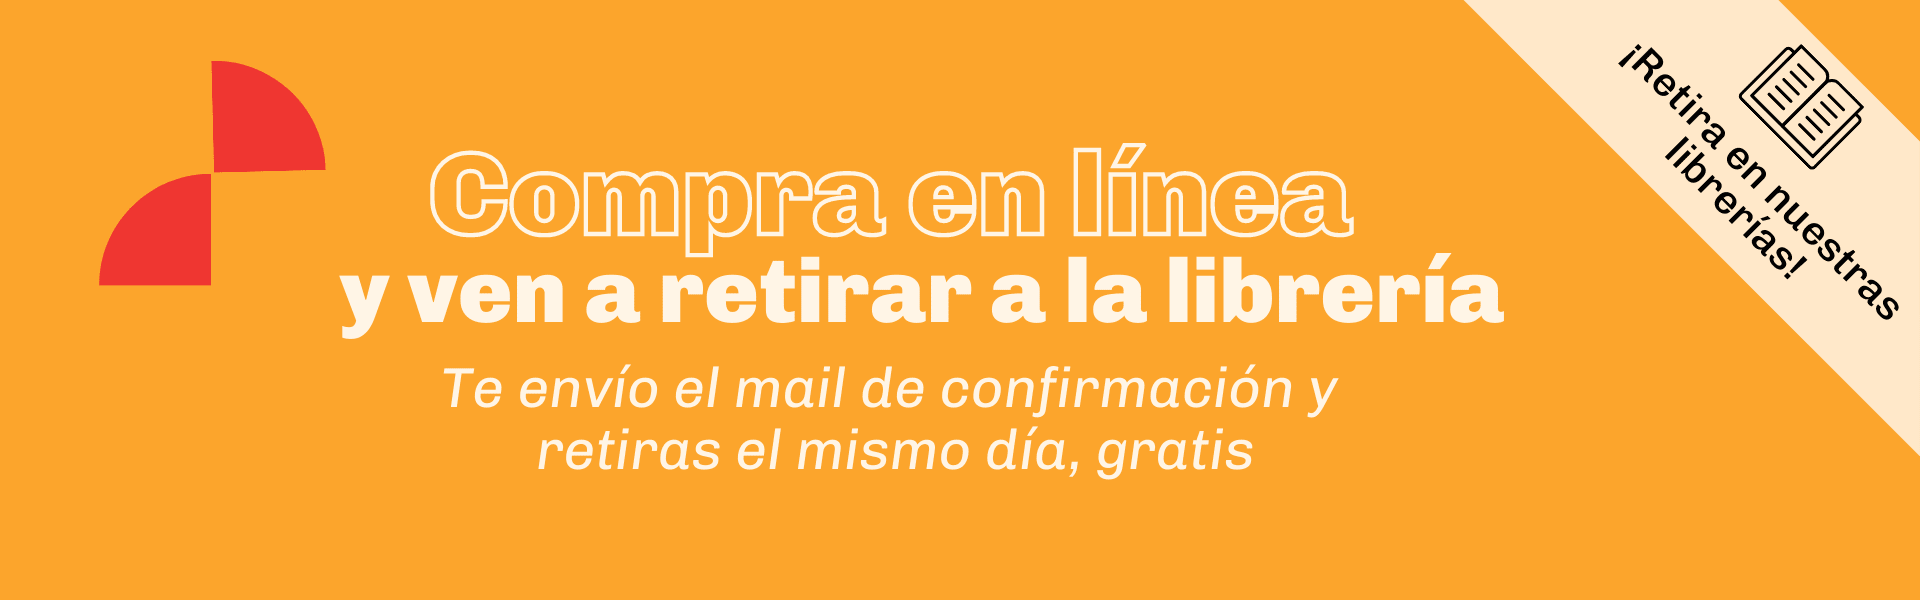 Compra en línea
y ven a retirar a la librería
Te envío el mail de confirmación y
retiras el mismo día, gratis
¡Retira en nuestras
librerías!